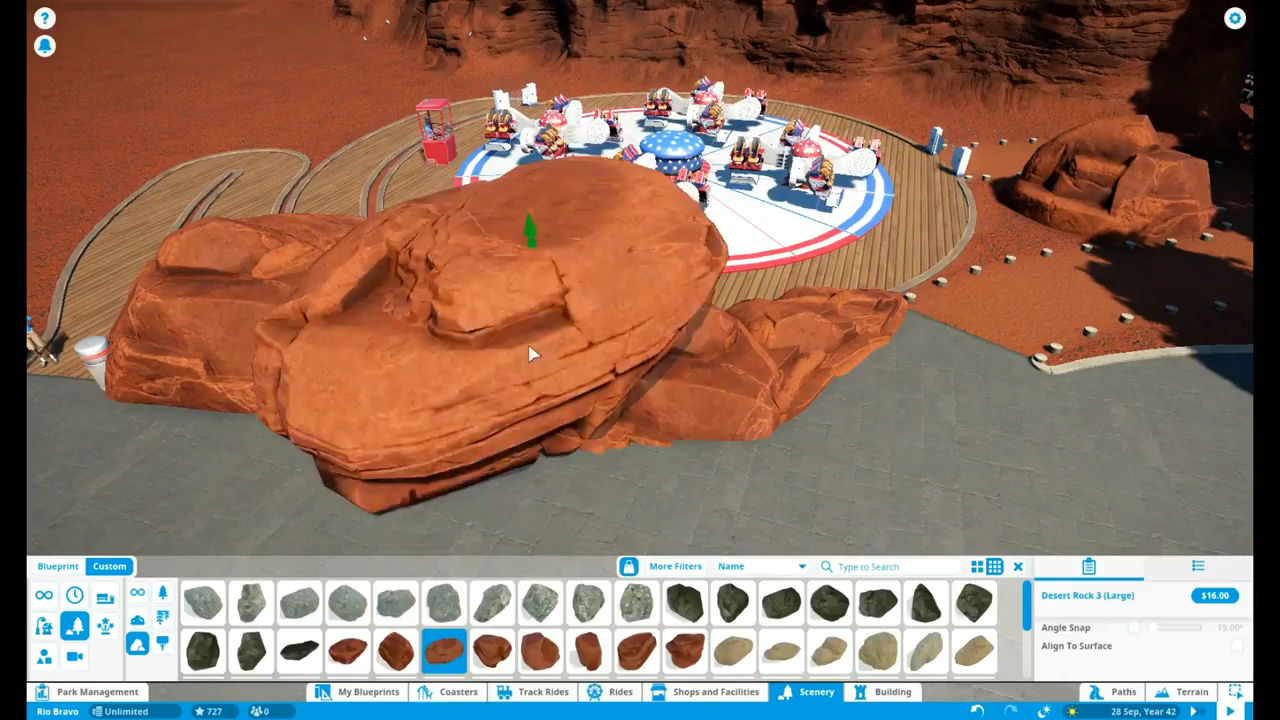 ?
Blueprint
Custom
More Filters
Name
Type to Search
Desert Rock 3 (Large)
$16.00
Angle Snap
15.00°
Align To Surface
Park Management
My Blueprints
Coasters
Track Rides
Rides
Shops and Facilities
Scenery
Building
Paths
Terrain
Rio Bravo
Unlimited
727
0
28 Sep, Year 42